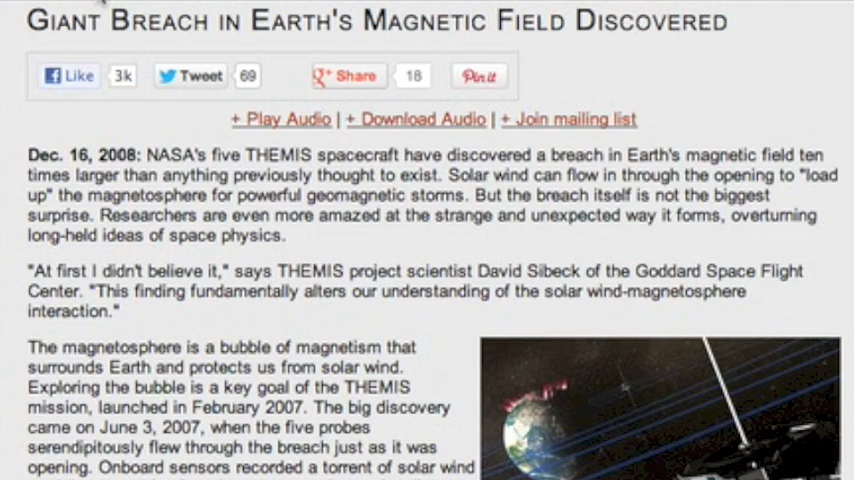 GIANT BREACH IN EARTH'S MAGNETIC FIELD DISCOVERED
Like 3k Tweet 69 g+ Share 18 Pin it
+ Play Audio | + Download Audio | + Join mailing list
Dec. 16, 2008: NASA's five THEMIS spacecraft have discovered a breach in Earth's magnetic field ten
times larger than anything previously thought to exist. Solar wind can flow in through the opening to "load
up" the magnetosphere for powerful geomagnetic storms. But the breach itself is not the biggest
surprise. Researchers are even more amazed at the strange and unexpected way it forms, overturning
long-held ideas of space physics.
"At first I didn't believe it," says THEMIS project scientist David Sibeck of the Goddard Space Flight
Center. "This finding fundamentally alters our understanding of the solar wind-magnetosphere
interaction."
The magnetosphere is a bubble of magnetism that
surrounds Earth and protects us from solar wind.
Exploring the bubble is a key goal of the THEMIS
mission, launched in February 2007. The big discovery
came on June 3, 2007, when the five probes
serendipitously flew through the breach just as it was
opening. Onboard sensors recorded a torrent of solar wind